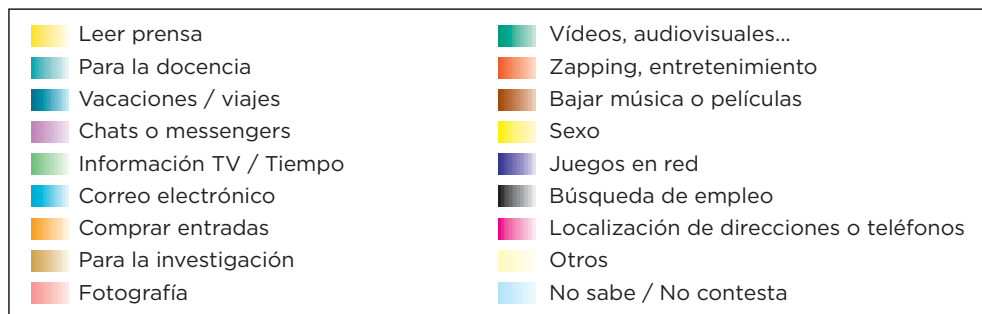 Leer prensa
Para la docencia
Vacaciones / viajes
Chats o messengers
Información TV / Tiempo
Correo electrónico
Comprar entradas
Para la investigación
Fotografía
Vídeos, audiovisuales...
Zapping, entretenimiento
Bajar música o películas
Sexo
Juegos en red
Búsqueda de empleo
Localización de direcciones o teléfonos
Otros
No sabe / No contesta